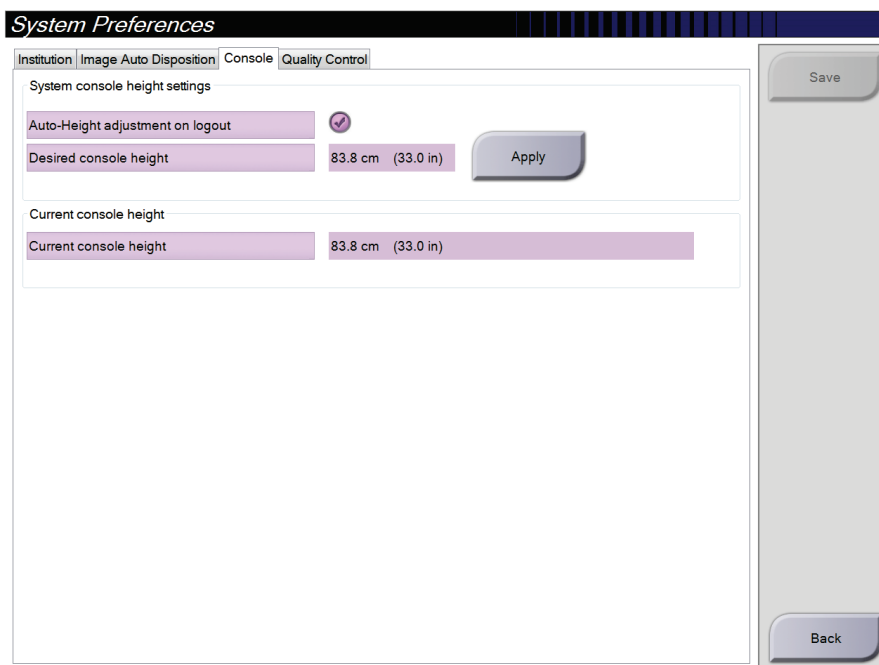 System Preferences
Institution Image Auto Disposition Console Quality Control
Save
System console height settings
Auto-Height adjustment on logout
Desired console height 83.8 cm (33.0 in) Apply
Current console height
Current console height 83.8 cm (33.0 in)
Back